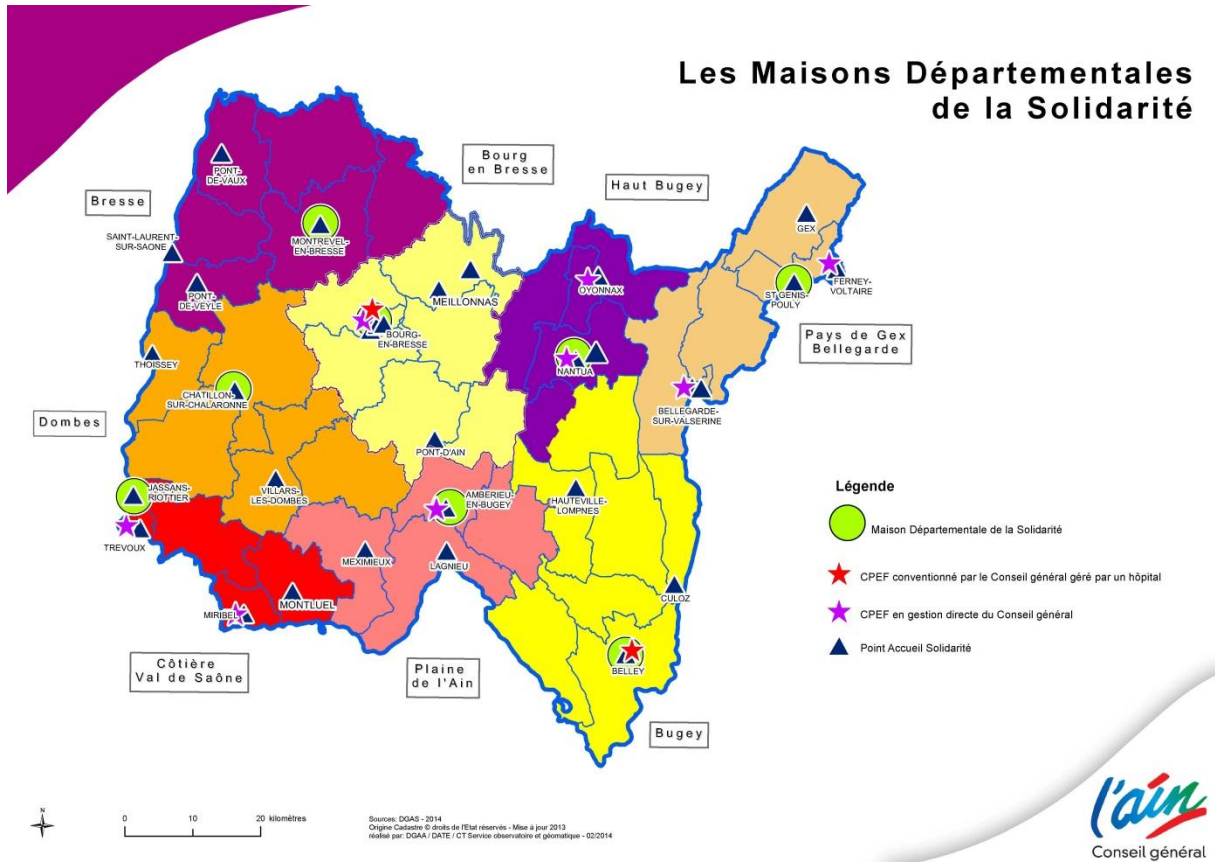 Les Maisons Départementales
de la Solidarité
Bourg
en Bresse
Haut Bugey
Bresse
PONT-
DE-VAUX
GEX
SAINT-LAURENT-
SUR-SAONE
MONTREVEL-
EN-BRESSE
PONT-
DE-VEYLE
MEILLONNAS
OYONNAX
ST GENIS-
POUILLY
FERNEY-
VOLTAIRE
BOURG-
EN-BRESSE
Pays de Gex
Bellegarde
THOISSEY
NANTUA
CHATILLON-
SUR-CHALARONNE
BELLEGARDE-
SUR-VALSERINE
Dombes
PONT-D'AIN
JASSANS-
RIOTTIER
VILLARS-
LES-DOMBES
AMBERIEU-
EN-BUGEY
HAUTEVILLE-
LOMPNES
TREVOUX
MEXIMIEUX
LAGNIEU
CULOZ
MONTLUEL
MIRIBEL
BELLEY
Côtière
Val de Saône
Plaine
de l'Ain
Bugey
Légende
Maison Départementale de la Solidarité
CPEF conventionné par le Conseil général géré par un hôpital
CPEF en gestion directe du Conseil général
Point Accueil Solidarité
N
0 10 20 kilomètres
Sources: DGAS - 2014
Origine Cadastre © droits de l'Etat réservés - Mise à jour 2013
réalisé par: DGAA / DATE / CT Service observatoire et géomatique - 02/2014
l'ain
Conseil général